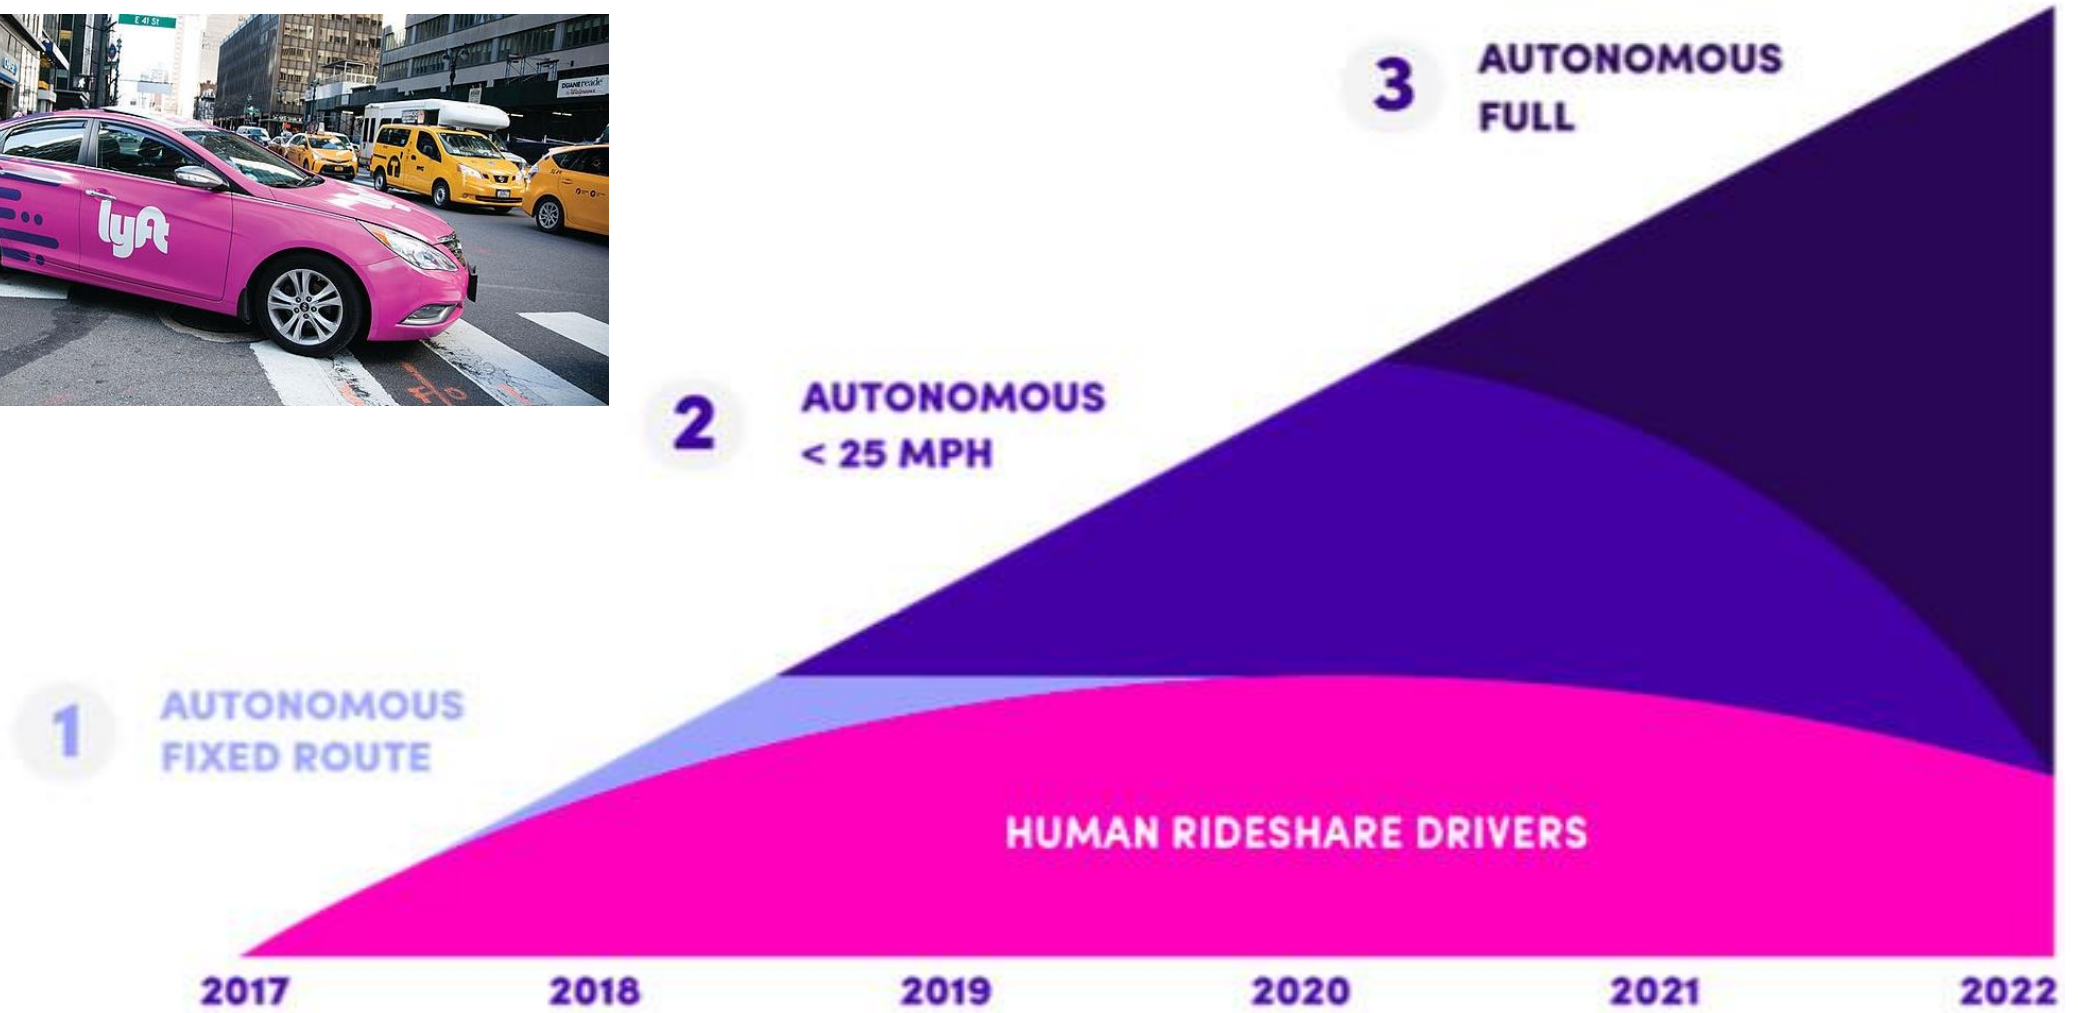 E 41 St
DUANEreade
lyft
3
AUTONOMOUS
FULL
2
AUTONOMOUS
< 25 MPH
1
AUTONOMOUS
FIXED ROUTE
HUMAN RIDESHARE DRIVERS
2017 2018 2019 2020 2021 2022